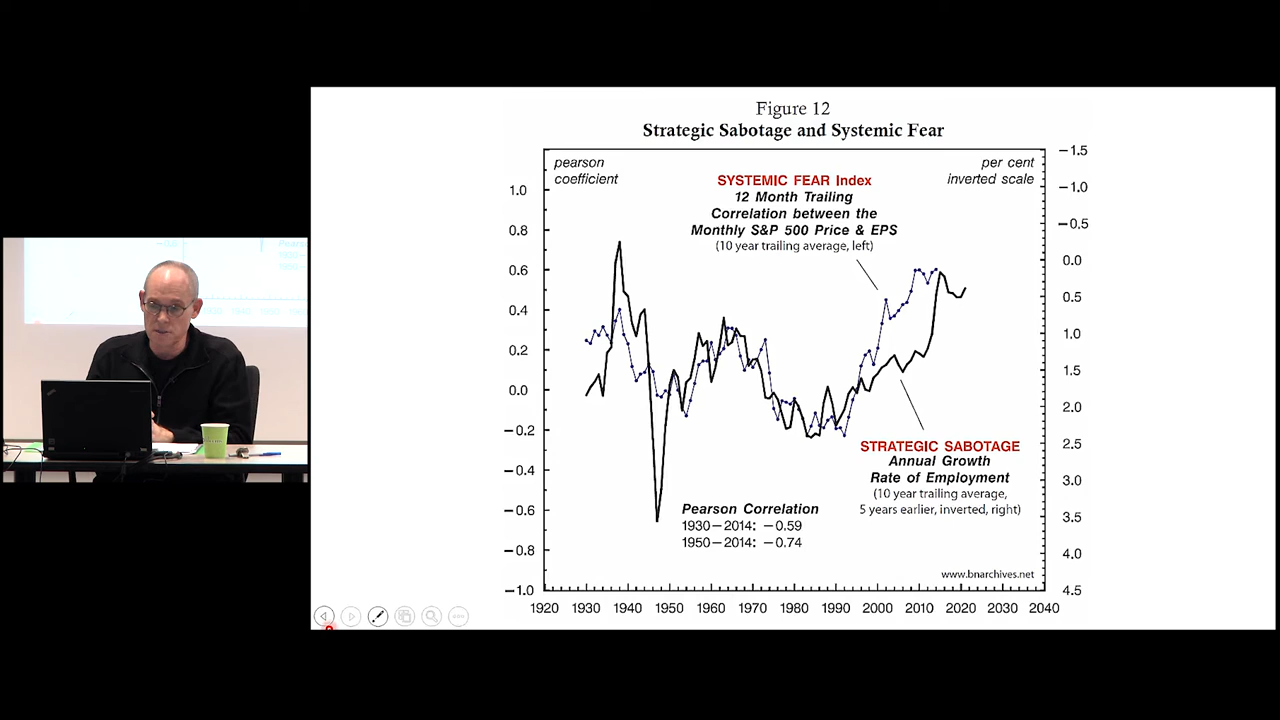 Figure 12
Strategic Sabotage and Systemic Fear
pearson
coefficient
per cent
inverted scale
SYSTEMIC FEAR Index
12 Month Trailing
Correlation between the
Monthly S&P 500 Price & EPS
(10 year trailing average, left)
STRATEGIC SABOTAGE
Annual Growth
Rate of Employment
(10 year trailing average,
5 years earlier, inverted, right)
Pearson Correlation
1930–2014: –0.59
1950–2014: –0.74
www.bnarchives.net
1.0
0.8
0.6
0.4
0.2
0.0
–0.2
–0.4
–0.6
–0.8
–1.0
–1.5
–1.0
–0.5
0.0
0.5
1.0
1.5
2.0
2.5
3.0
3.5
4.0
4.5
1920 1930 1940 1950 1960 1970 1980 1990 2000 2010 2020 2030 2040